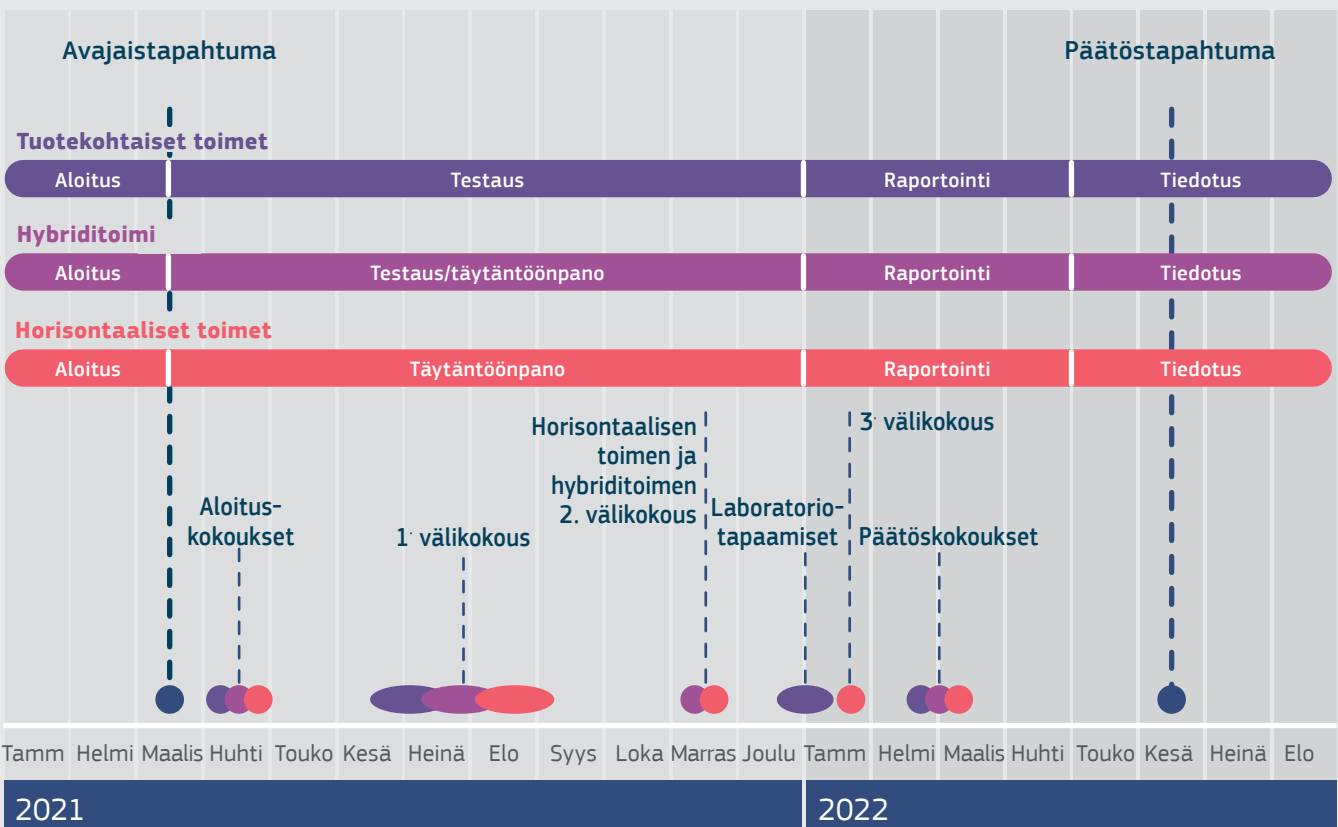 Avajaistapahtuma
Päätöstapahtuma
Tuotekohtaiset toimet
Aloitus
Testaus
Raportointi
Tiedotus
Hybriditoimi
Aloitus
Testaus/täytäntöönpano
Raportointi
Tiedotus
Horisontaaliset toimet
Aloitus
Täytäntöönpano
Raportointi
Tiedotus
Aloitus-
kokoukset
1. välikokous
Horisontaalisen
toimen ja
hybriditoimen
2. välikokous
Laboratorio-
tapaamiset
3. välikokous
Päätöskokoukset
Tamm Helmi Maalis Huhti Touko Kesä Heinä Elo Syys Loka Marras Joulu Tamm Helmi Maalis Huhti Touko Kesä Heinä Elo
2021
2022